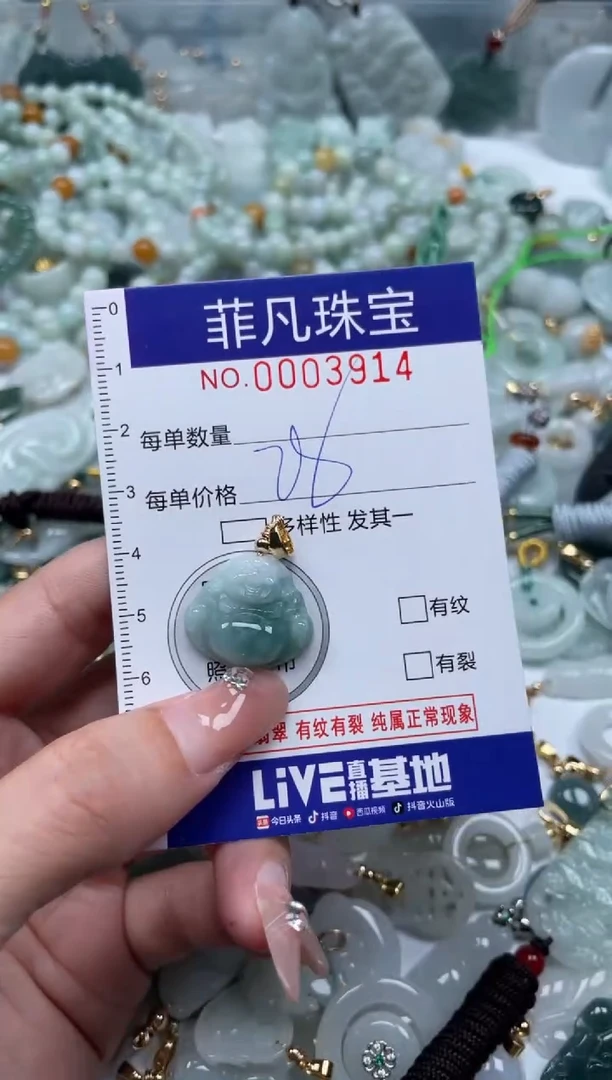 0
菲凡珠宝
1
NO.0003914
2
每单数量
28
3
每单价格
多样性 发其一
4
5
有纹
有裂
6
翡翠 有纹有裂 纯属正常现象
LiVE直播基地
今日头条 抖音 西瓜视频 抖音火山版